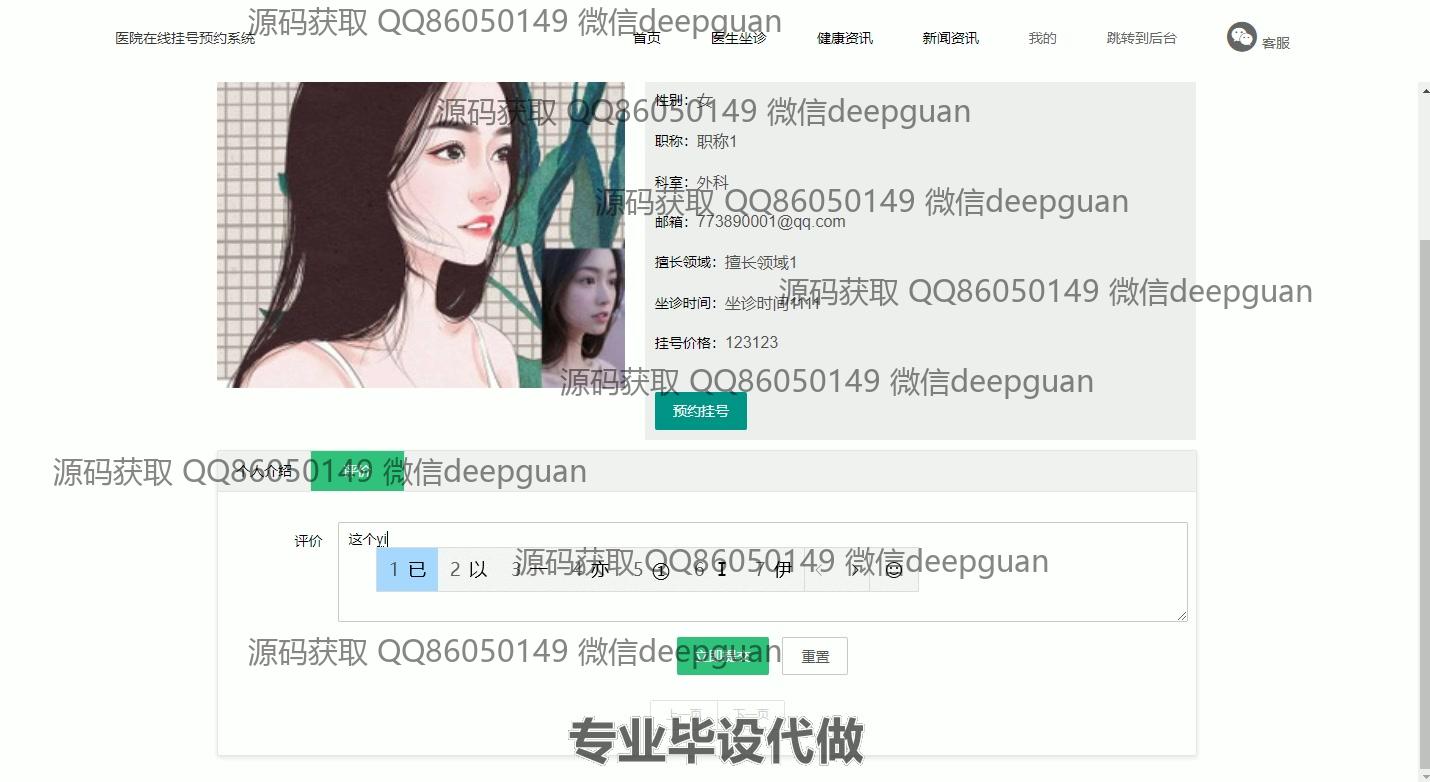 源码获取 QQ86050149 微信deepguan
医院在线挂号预约系统 首页 医生坐诊 健康资讯 新闻资讯 我的 跳转到后台 客服
性别： 女
源码获取 QQ86050149 微信deepguan
职称： 职称1
科室： 外科
源码获取 QQ86050149 微信deepguan
邮箱： 773890001@qq.com
擅长领域： 擅长领域1
源码获取 QQ86050149 微信deepguan
坐诊时间： 坐诊时间1111
挂号价格： 123123
源码获取 QQ86050149 微信deepguan
预约挂号
个人介绍 评价
源码获取 QQ86050149 微信deepguan
评价 这个yi
源码获取 QQ86050149 微信deepguan
1 已 2 以 3 一 4 亦 5 ① 6 I 7 伊
源码获取 QQ86050149 微信deepguan
立即提交 重置
上一页 下一页
专业毕设代做